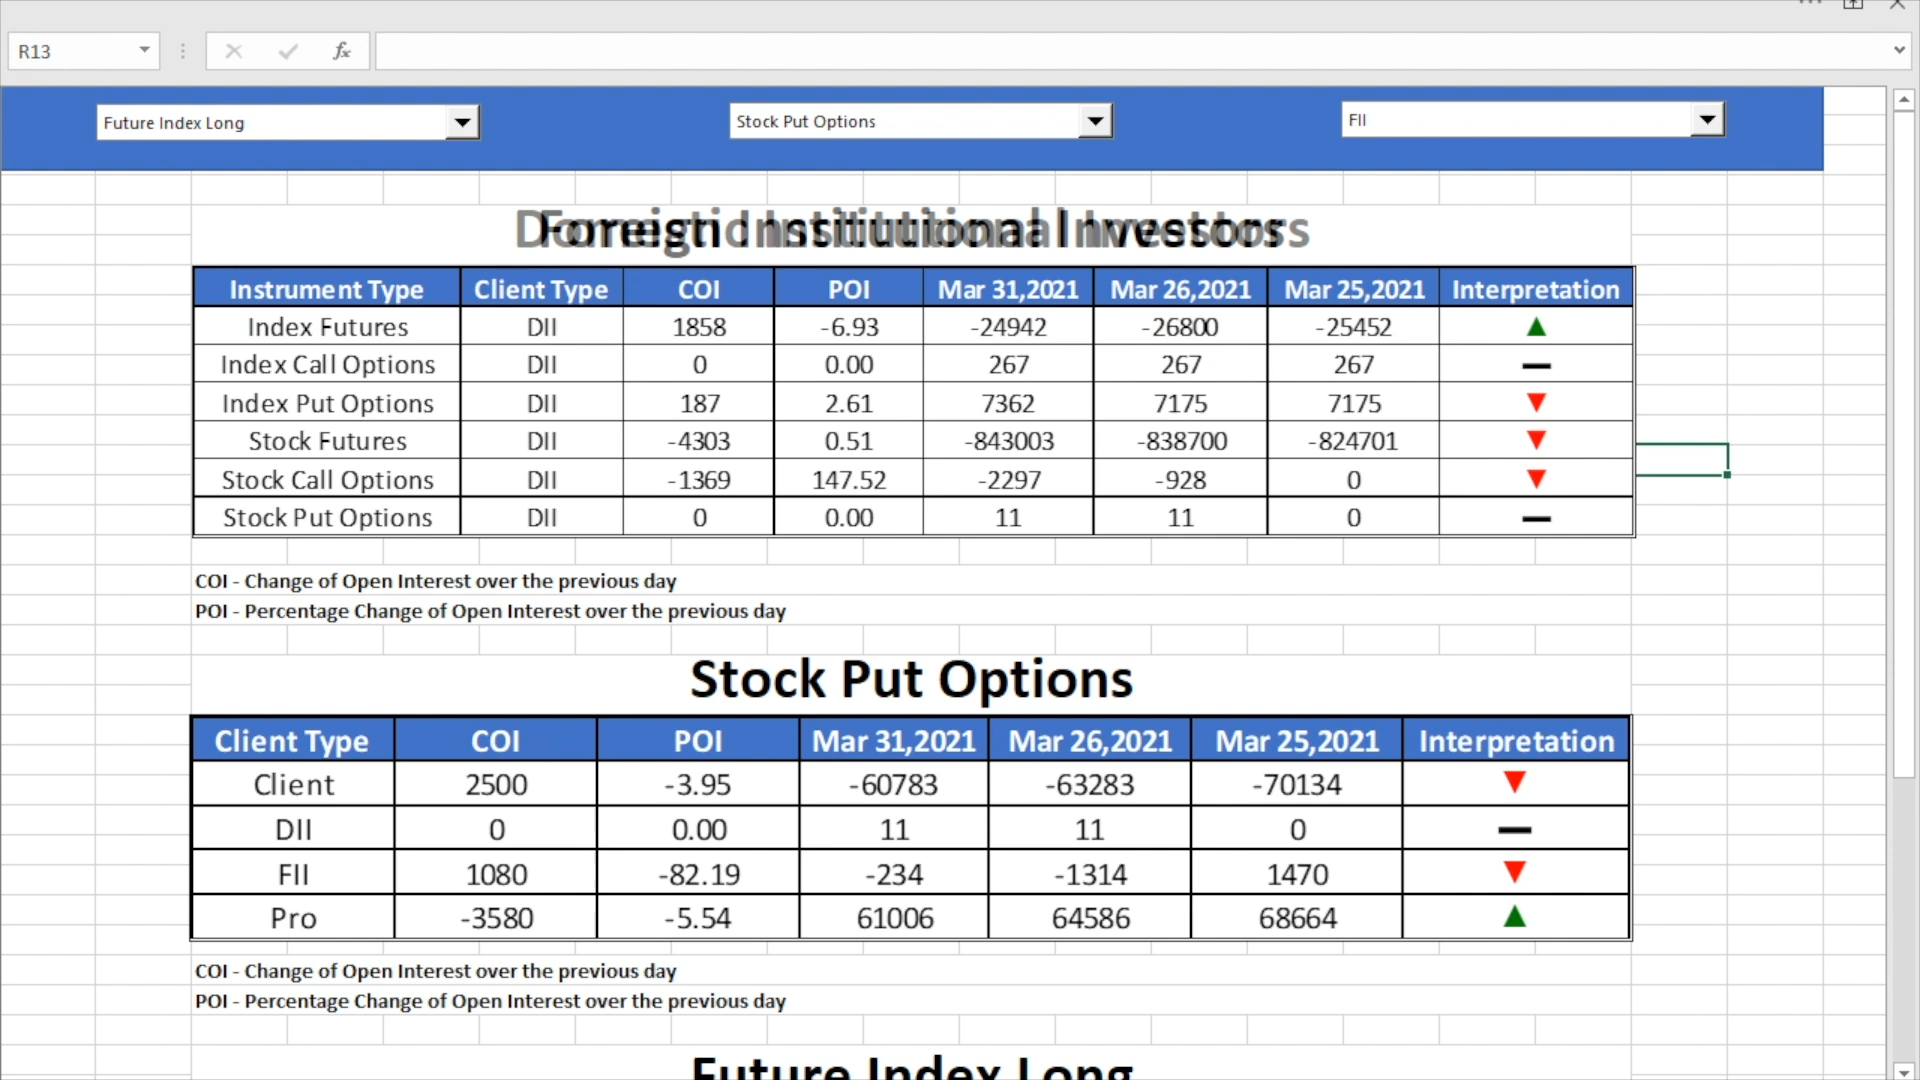 R13
fx
Future Index Long
Stock Put Options
FII
Foreign Institutional Investors
Instrument Type Client Type COI POI Mar 31,2021 Mar 26,2021 Mar 25,2021 Interpretation
Index Futures DII 1858 -6.93 -24942 -26800 -25452
Index Call Options DII 0 0.00 267 267 267
Index Put Options DII 187 2.61 7362 7175 7175
Stock Futures DII -4303 0.51 -843003 -838700 -824701
Stock Call Options DII -1369 147.52 -2297 -928 0
Stock Put Options DII 0 0.00 11 11 0
COI - Change of Open Interest over the previous day
POI - Percentage Change of Open Interest over the previous day
Stock Put Options
Client Type COI POI Mar 31,2021 Mar 26,2021 Mar 25,2021 Interpretation
Client 2500 -3.95 -60783 -63283 -70134
DII 0 0.00 11 11 0
FII 1080 -82.19 -234 -1314 1470
Pro -3580 -5.54 61006 64586 68664
COI - Change of Open Interest over the previous day
POI - Percentage Change of Open Interest over the previous day
Future Index Long